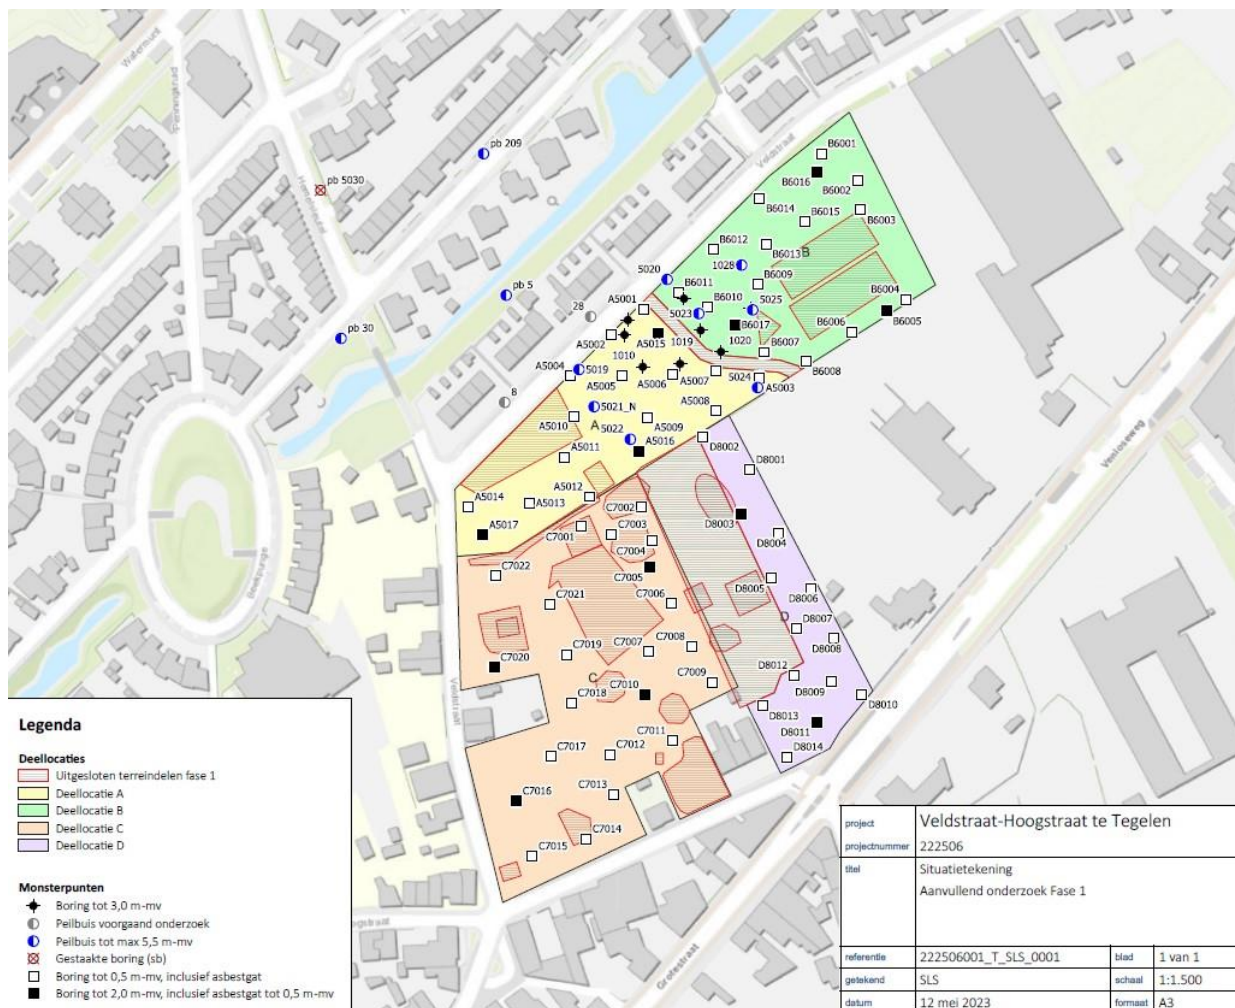 Watermunt
Penningkruid
Hemelsleutel
Veldstraat
pb 209
pb 5030
pb 5
pb 30
28
8
B6001
B6016
B6002
B6014
B6015
B6003
B6012
B6013
B
1028
5020
B6009
B6011
B6004
B6010
5025
A5001
5023
B6005
B6017
B6006
A5002
A5015
1019
1020
B6007
1010
B6008
A5004
5019
5024
A5005
A5006
A5007
A5003
5021_N
A5008
A5010
A
5022
A5009
A5011
A5016
D8002
D8001
A5012
A5014
A5013
C7002
A5017
C7001
C7003
D8003
C7004
D8004
C7022
C7005
D8005
D8006
C7021
C7006
D
D8007
C7019
C7007
C7008
D8008
C7020
D8012
C7009
C
C7010
D8009
C7018
D8010
D8013
D8011
C7011
D8014
C7017
C7012
C7016
C7013
C7014
C7015
Beekpunge
Veldstraat
Venloseweg
Grotestraat
Legenda
Deellocaties
Uitgesloten terreindelen fase 1
Deellocatie A
Deellocatie B
Deellocatie C
Deellocatie D
Monsterpunten
Boring tot 3,0 m-mv
Peilbuis voorgaand onderzoek
Peilbuis tot max 5,5 m-mv
Gestaakte boring (sb)
Boring tot 0,5 m-mv, inclusief asbestgat
Boring tot 2,0 m-mv, inclusief asbestgat tot 0,5 m-mv
project Veldstraat-Hoogstraat te Tegelen
projectnummer 222506
titel Situatietekening
Aanvullend onderzoek Fase 1
referentie 222506001_T_SLS_0001 blad 1 van 1
getekend SLS schaal 1:1.500
datum 12 mei 2023 formaat A3